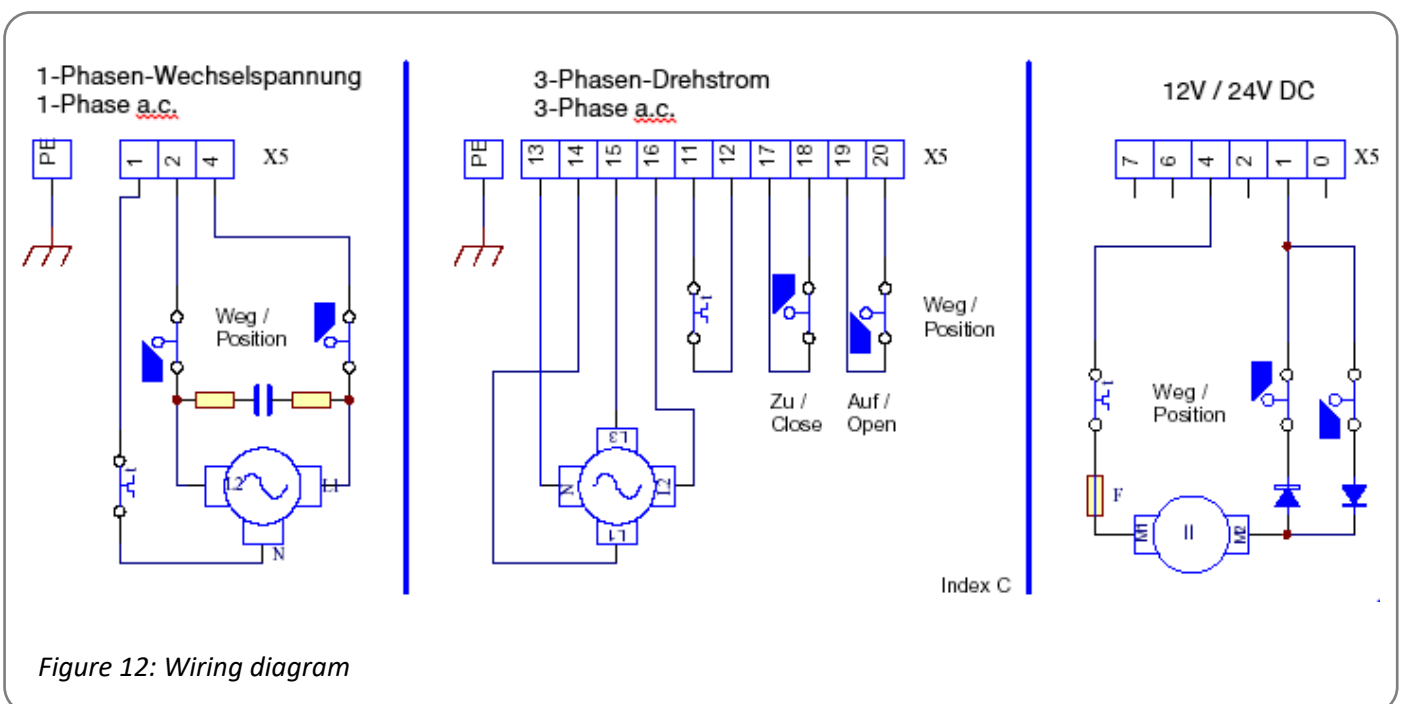 1-Phasen-Wechselspannung
1-Phase a.c.
PE
1 2 4 X5
Weg /
Position
t
L2 L1
N
3-Phasen-Drehstrom
3-Phase a.c.
PE
13 14 15 16 11 12 17 18 19 20 X5
t
Weg /
Position
Zu /
Close
Auf /
Open
L3
N L2
L1
Index C
12V / 24V DC
7 6 4 2 1 0 X5
t
Weg /
Position
F
M1 II M2
Figure 12: Wiring diagram